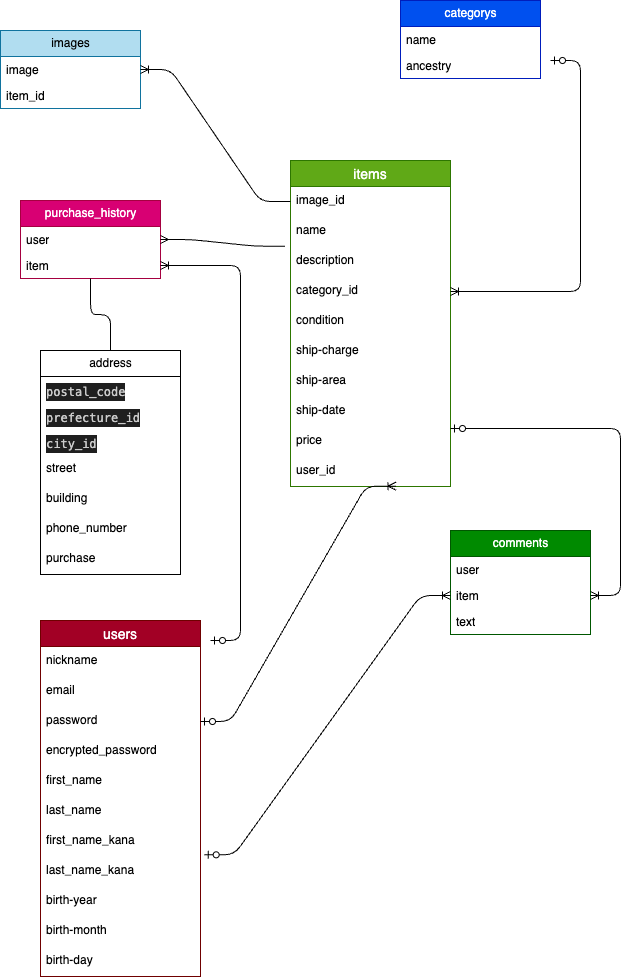 images
image
item_id
categorys
name
ancestry
items
image_id
name
description
category_id
condition
ship-charge
ship-area
ship-date
price
user_id
purchase_history
user
item
address
postal_code
prefecture_id
city_id
street
building
phone_number
purchase
comments
user
item
text
users
nickname
email
password
encrypted_password
first_name
last_name
first_name_kana
last_name_kana
birth-year
birth-month
birth-day